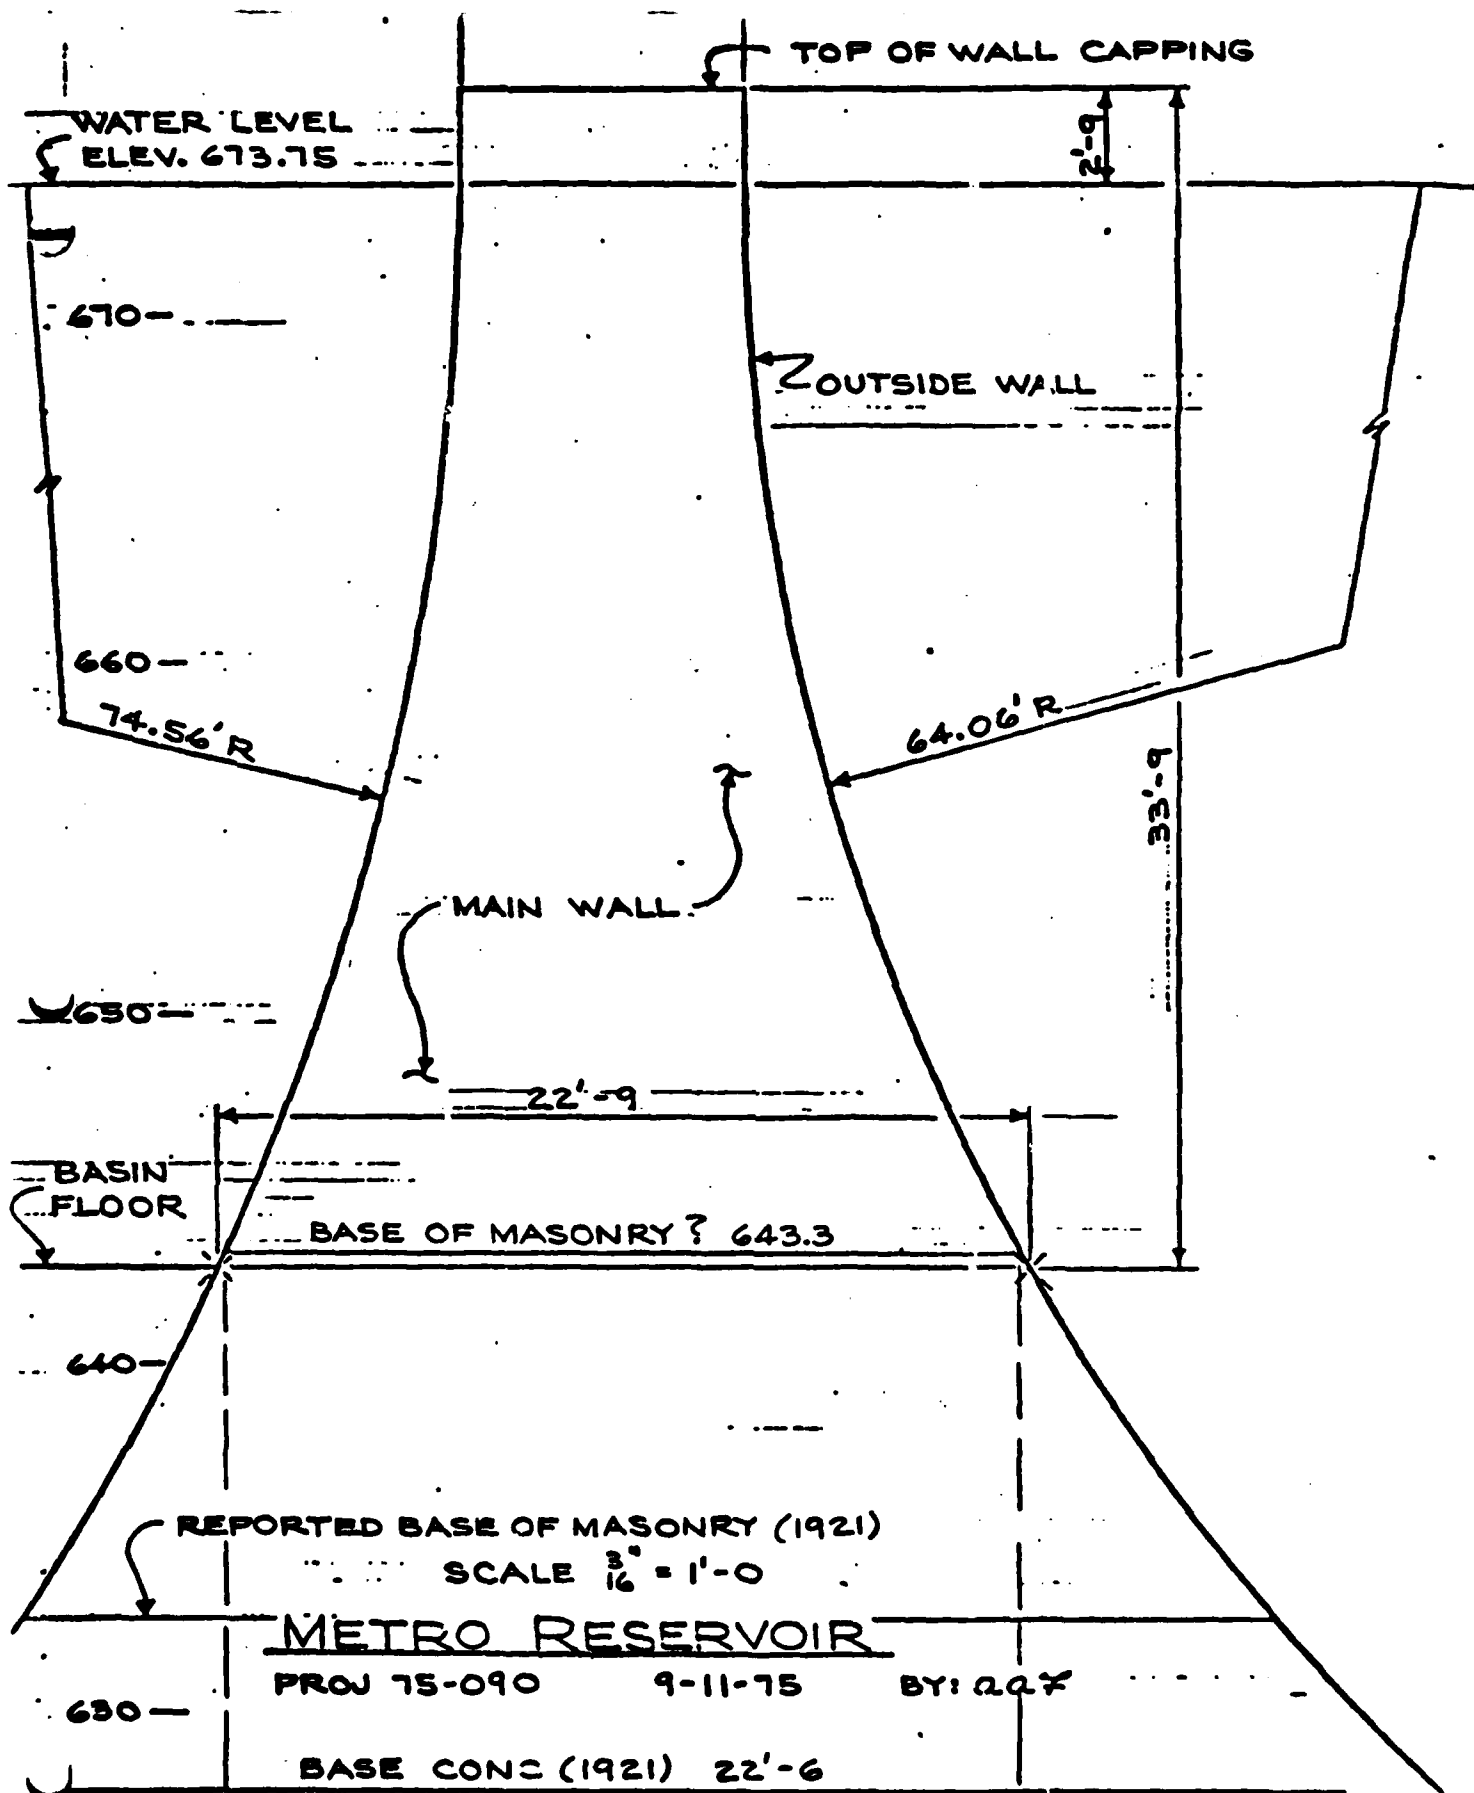 TOP OF WALL CAPPING
WATER LEVEL
ELEV. 673.75
2'-9
670
OUTSIDE WALL
660
74.56' R
64.06' R
33'-9
MAIN WALL
650
22'-9
BASIN
FLOOR
BASE OF MASONRY? 643.3
640
REPORTED BASE OF MASONRY (1921)
SCALE 3/16" = 1'-0
METRO RESERVOIR
PROJ 75-090 9-11-75 BY:
630
BASE CONC (1921) 22'-6